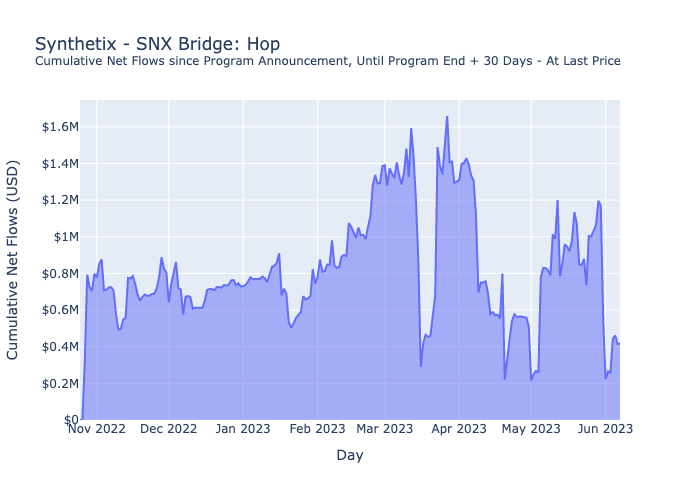 Synthetix - SNX Bridge: Hop
Cumulative Net Flows since Program Announcement, Until Program End + 30 Days - At Last Price
Cumulative Net Flows (USD)
$1.6M
$1.4M
$1.2M
$1M
$0.8M
$0.6M
$0.4M
$0.2M
$0
Nov 2022 Dec 2022 Jan 2023 Feb 2023 Mar 2023 Apr 2023 May 2023 Jun 2023
Day